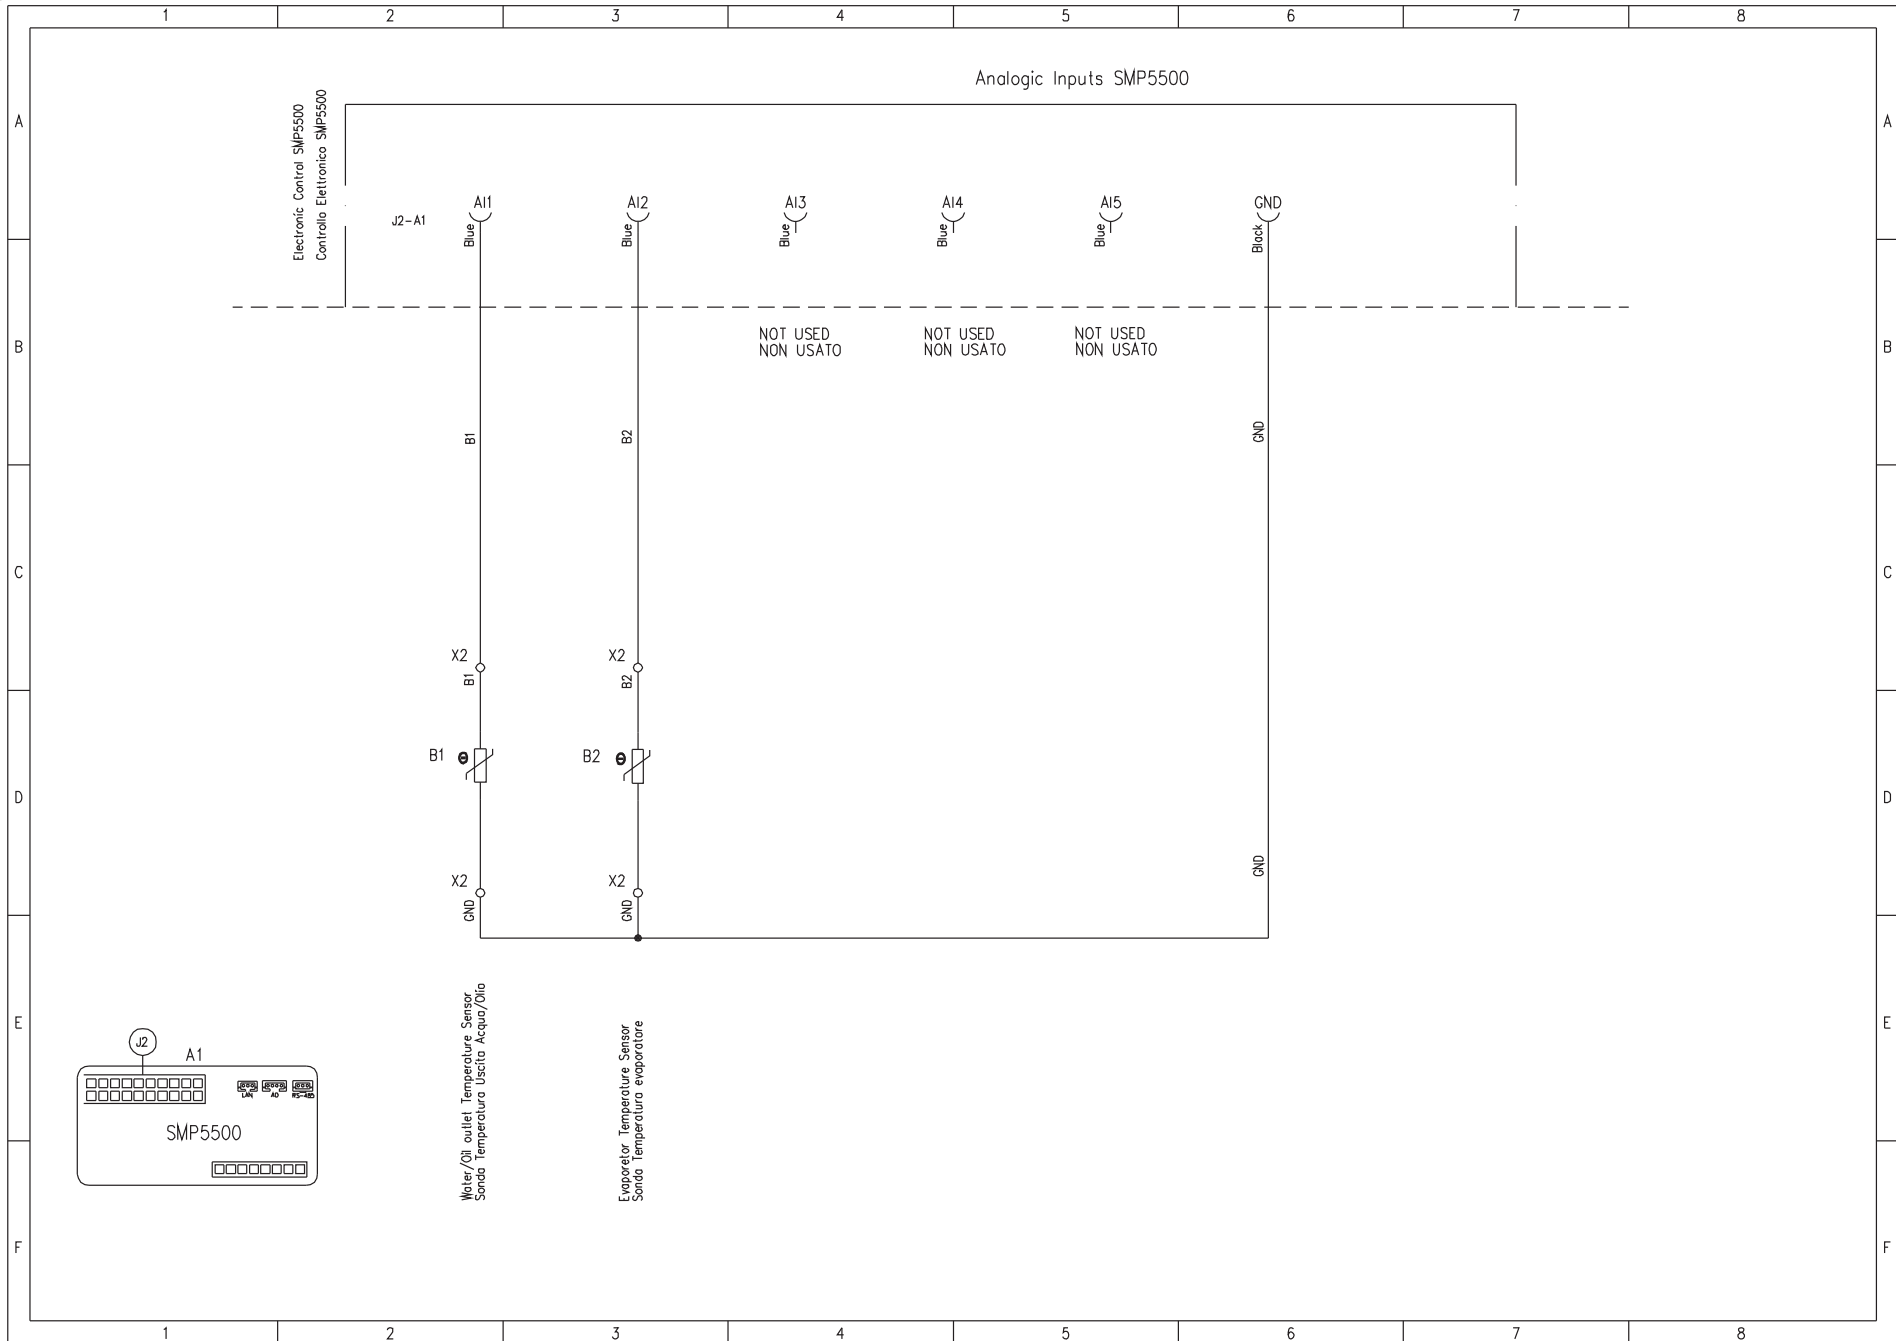 1 2 3 4 5 6 7 8
Analogic Inputs SMP5500
A
A
Electronic Control SMP5500
Controllo Elettronico SMP5500
J2-A1
AI1 AI2 AI3 AI4 AI5 GND
Blue Blue Blue Blue Blue Black
NOT USED NOT USED NOT USED
NON USATO NON USATO NON USATO
B
B
B1 B2 GND
C
C
X2 X2
B1 B2
B1 Θ B2 Θ
D
D
X2 X2
GND GND GND
Water/Oil outlet Temperature Sensor
Sonda Temperatura Uscita Acqua/Olio
Evaporetor Temperature Sensor
Sonda Temperatura evaporatore
E
E
J2
A1
LAN AO RS-485
SMP5500
F
F
1 2 3 4 5 6 7 8